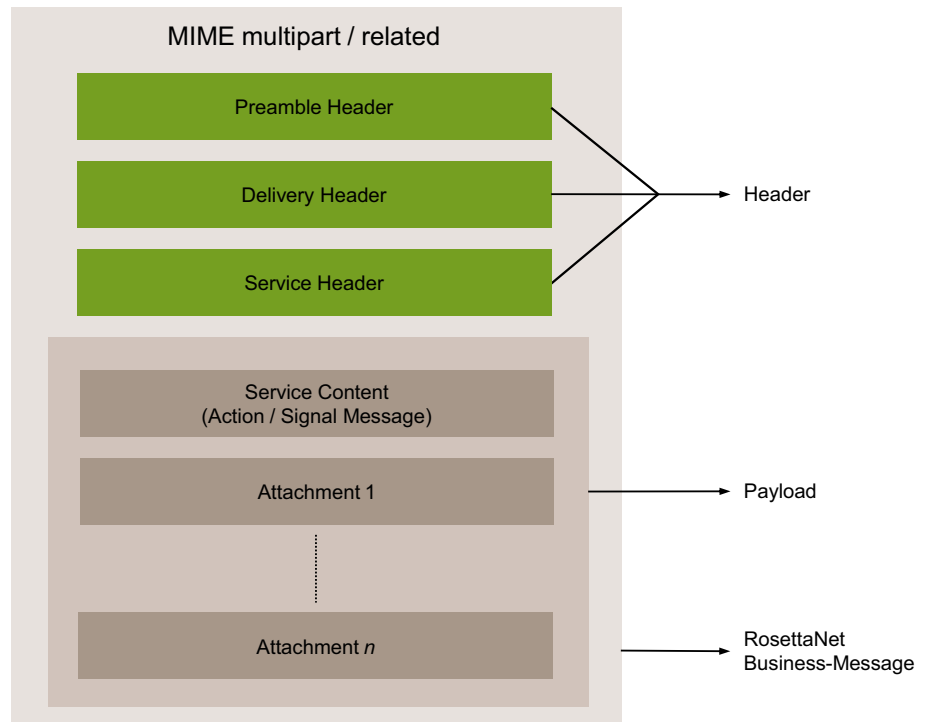 MIME multipart / related
Preamble Header
Delivery Header
Header
Service Header
Service Content
(Action / Signal Message)
Attachment 1
Payload
Attachment n
RosettaNet
Business-Message